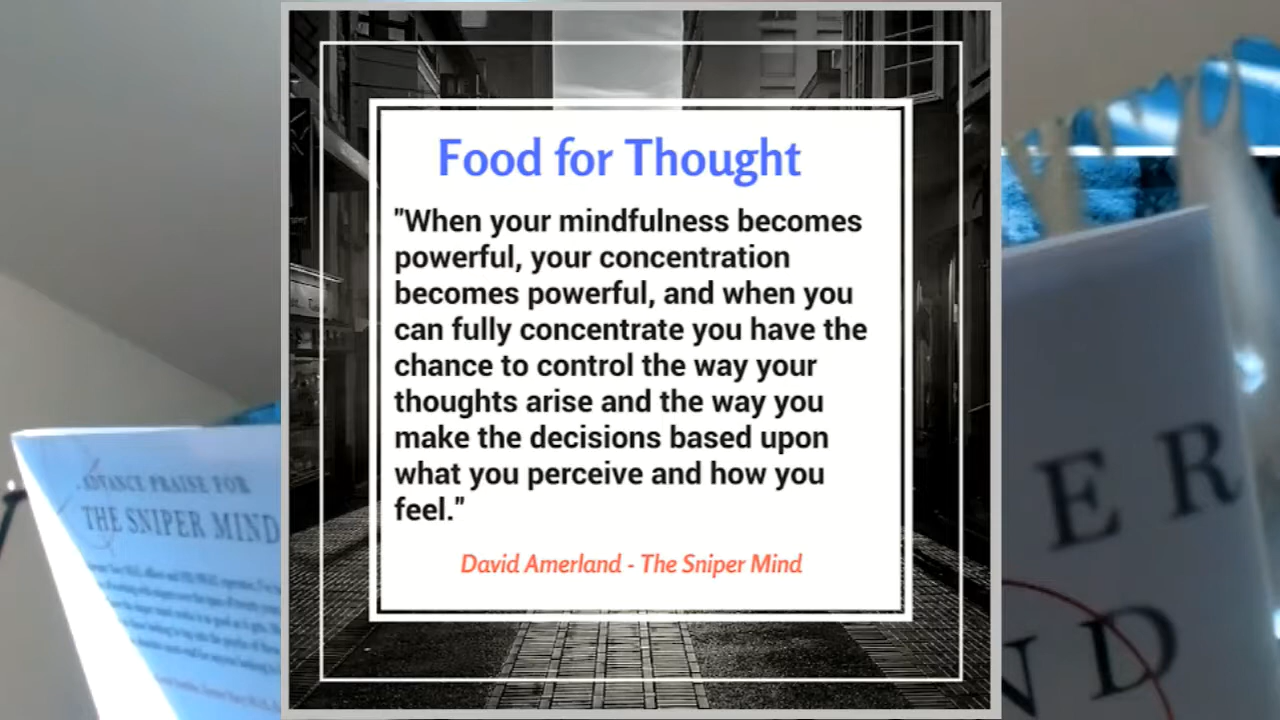 Food for Thought
"When your mindfulness becomes
powerful, your concentration
becomes powerful, and when you
can fully concentrate you have the
chance to control the way your
thoughts arise and the way you
make the decisions based upon
what you perceive and how you
feel."
David Amerland - The Sniper Mind
ADVANCE PRAISE FOR
THE SNIPER MIND
ER
ND